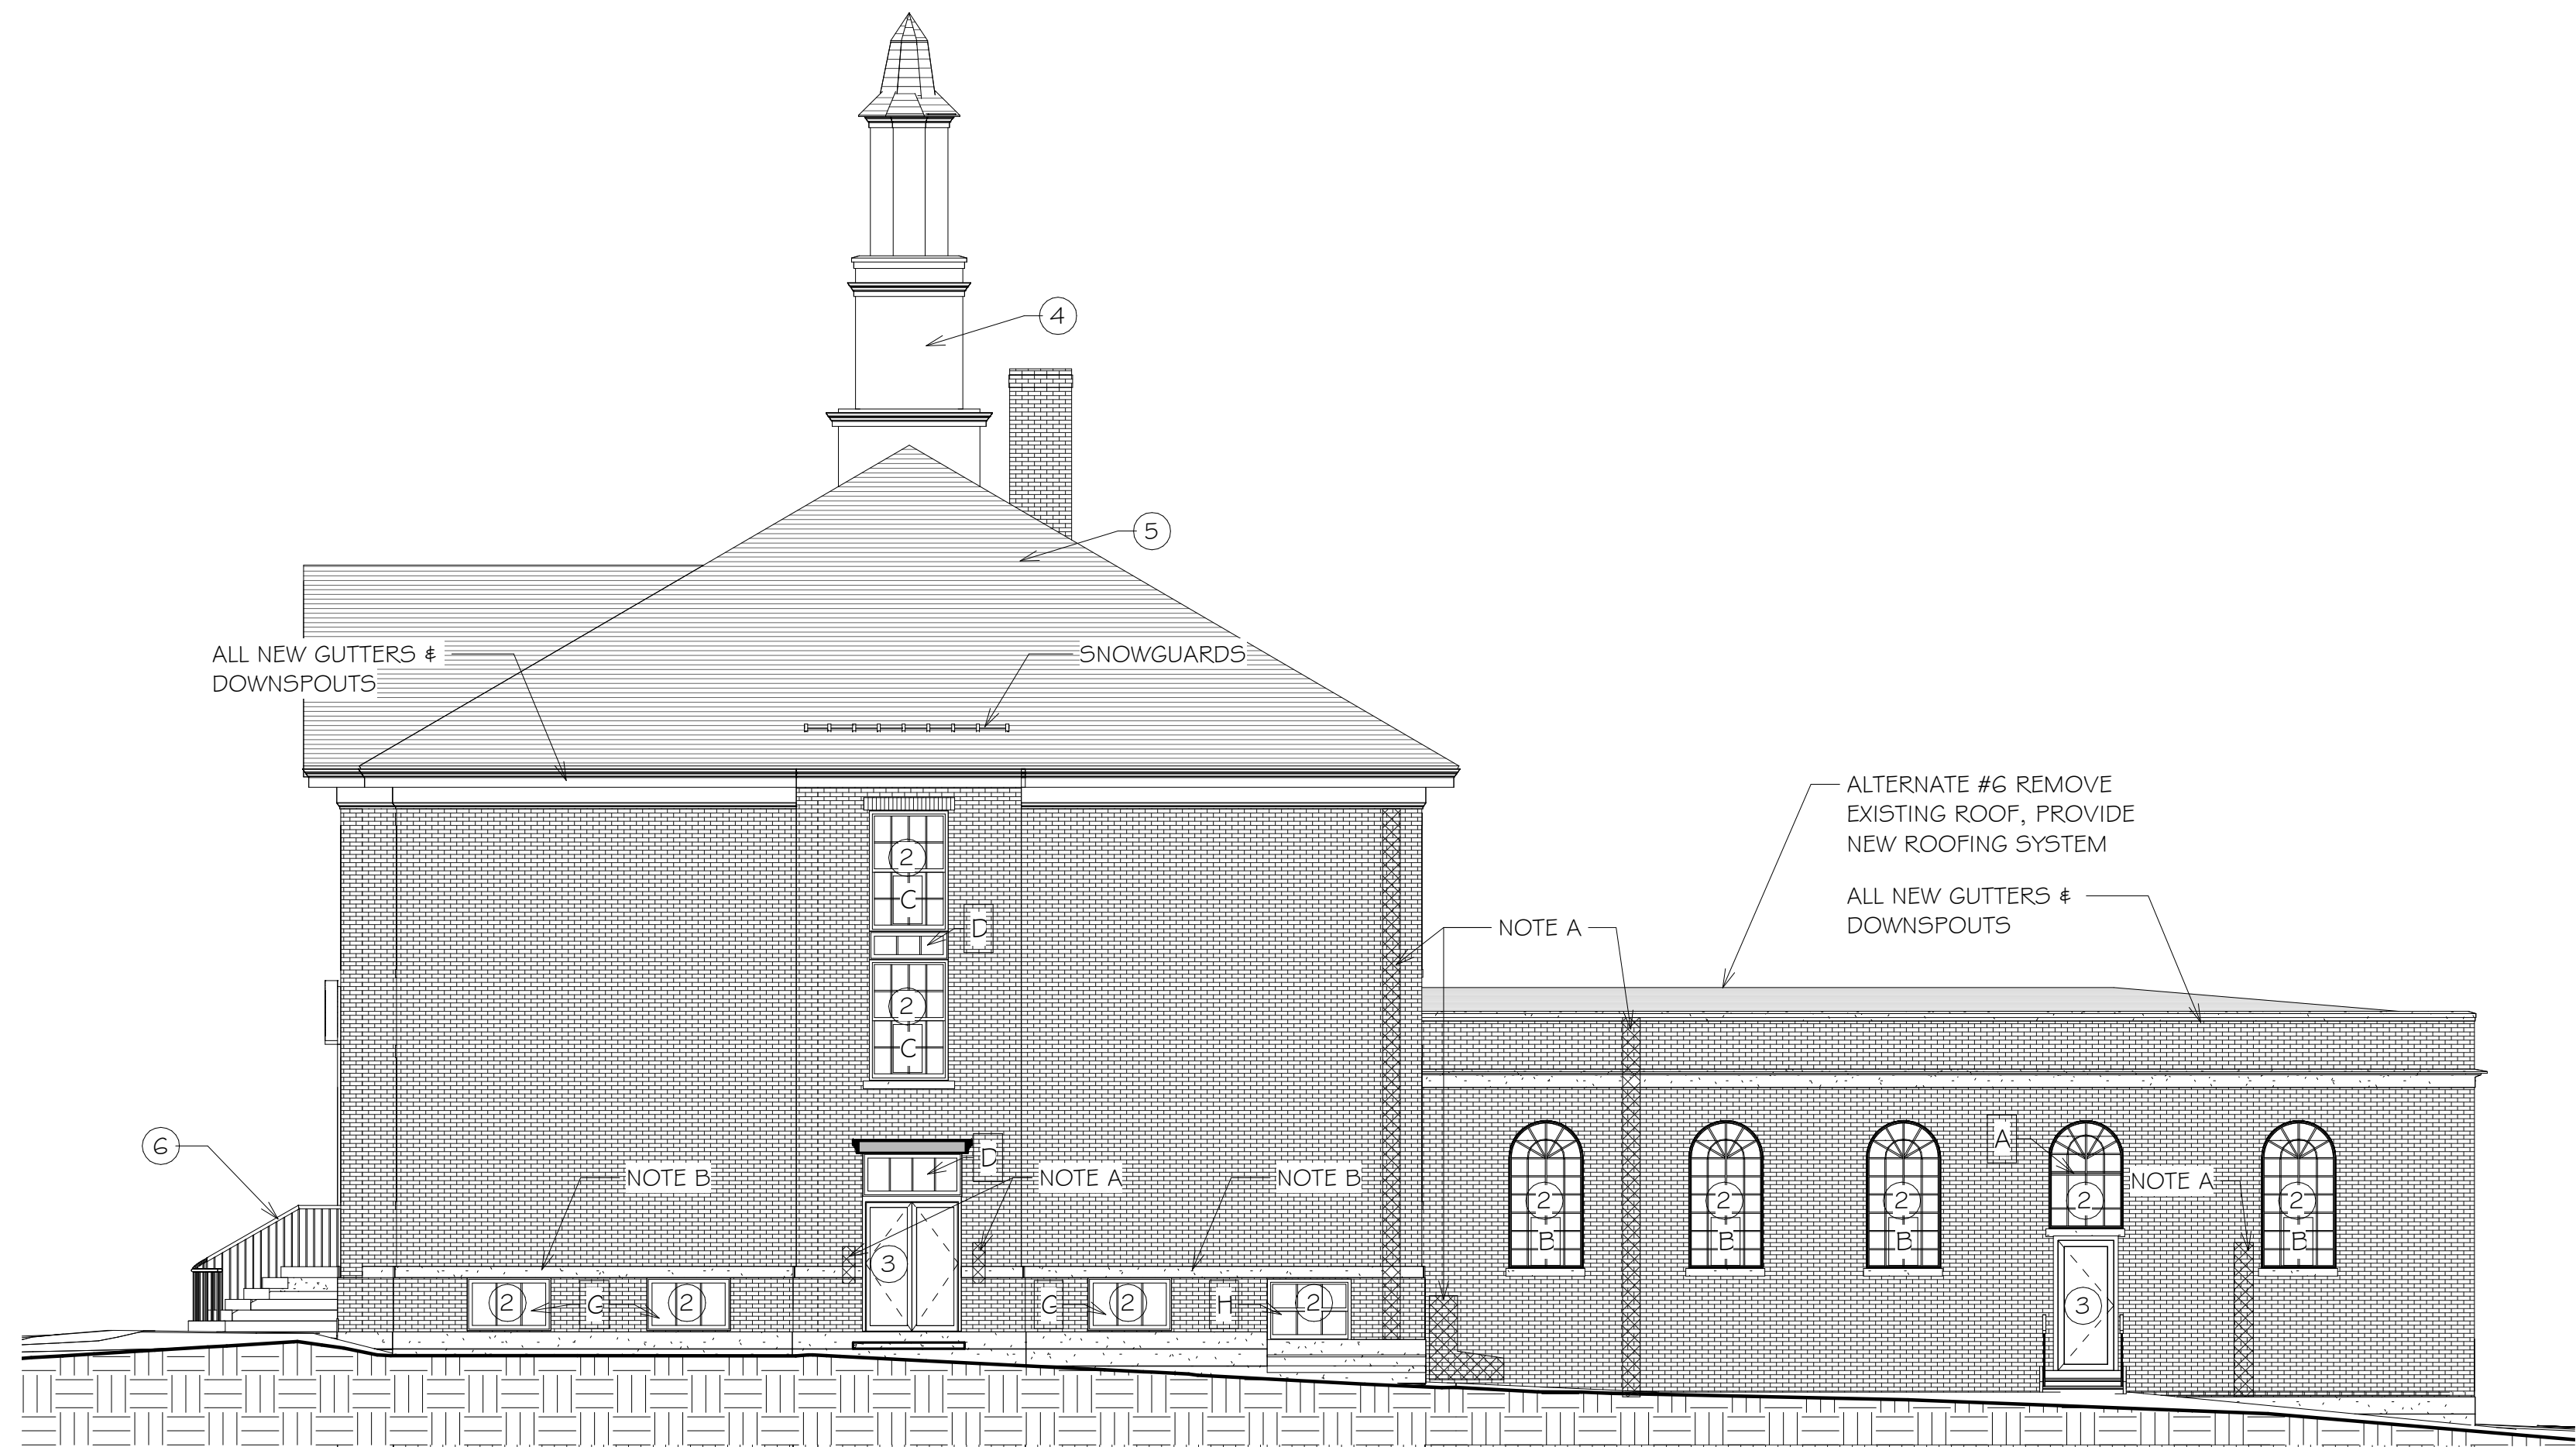 4
5
ALL NEW GUTTERS &
DOWNSPOUTS
SNOWGUARDS
ALTERNATE #6 REMOVE
EXISTING ROOF, PROVIDE
NEW ROOFING SYSTEM
ALL NEW GUTTERS &
DOWNSPOUTS
2
C
D
NOTE A
2
C
6
NOTE B
D
NOTE A
NOTE B
A
NOTE A
2
B
2
B
2
B
2
2
B
3
3
2
G
2
G
2
H
2